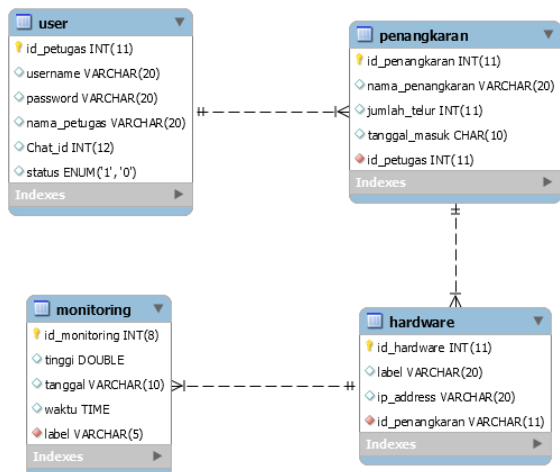 user
id_petugas INT(11)
username VARCHAR(20)
password VARCHAR(20)
nama_petugas VARCHAR(20)
Chat_id INT(12)
status ENUM('1','0')
Indexes
penangkaran
id_penangkaran INT(11)
nama_penangkaran VARCHAR(20)
jumlah_telur INT(11)
tanggal_masuk CHAR(10)
id_petugas INT(11)
Indexes
monitoring
id_monitoring INT(8)
tinggi DOUBLE
tanggal VARCHAR(10)
waktu TIME
label VARCHAR(5)
Indexes
hardware
id_hardware INT(11)
label VARCHAR(20)
ip_address VARCHAR(20)
id_penangkaran VARCHAR(11)
Indexes